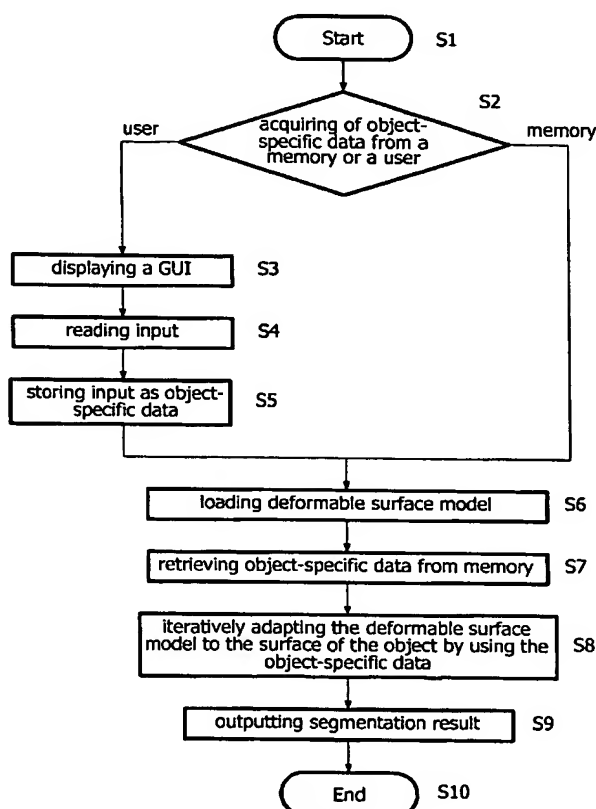 Start S1
S2
acquiring of object-
specific data from a
memory or a user
user
memory
displaying a GUI S3
reading input S4
storing input as object-
specific data
S5
loading deformable surface model S6
retrieving object-specific data from memory S7
iteratively adapting the deformable surface
model to the surface of the object by using the
object-specific data
S8
outputting segmentation result S9
End S10